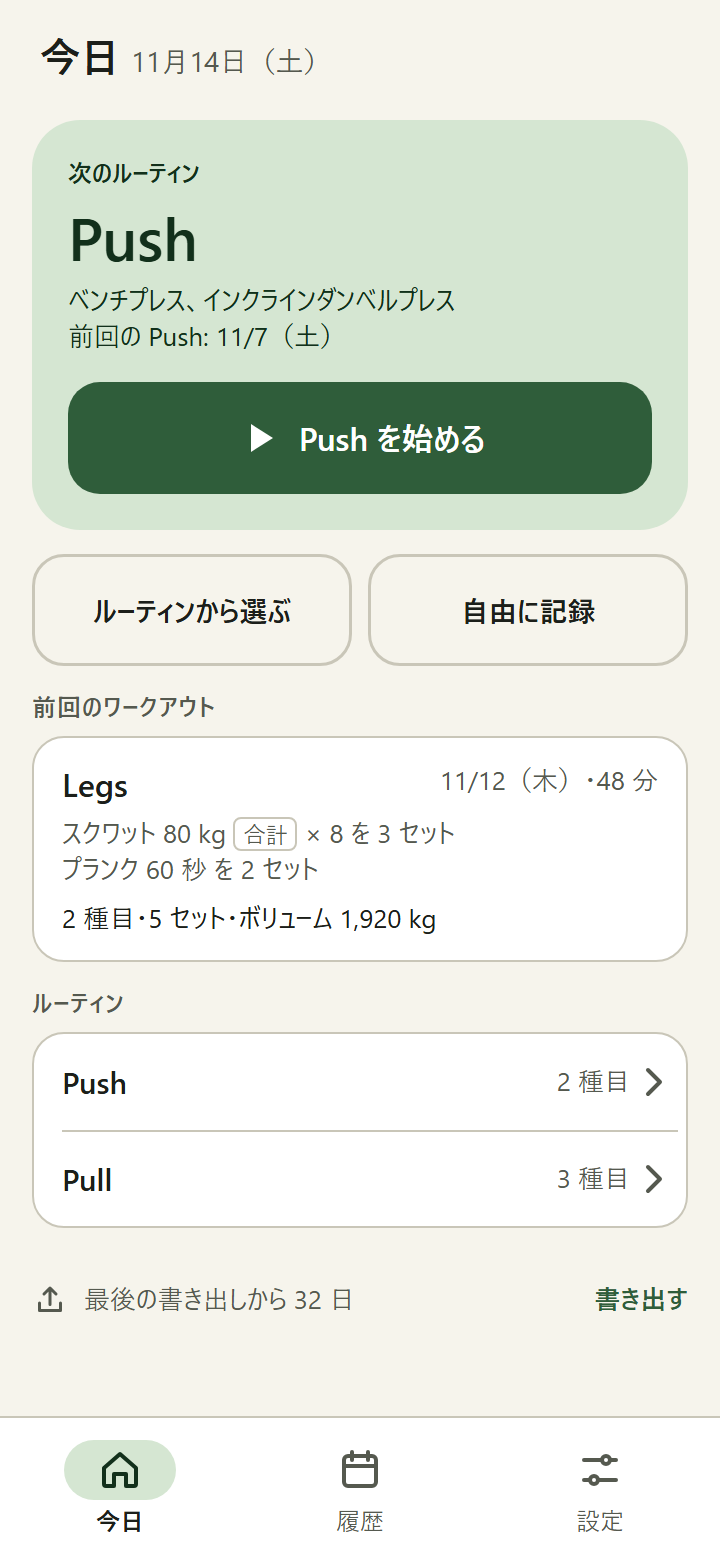 今日 11月14日（土）
次のルーティン
Push
ベンチプレス、インクラインダンベルプレス
前回の Push: 11/7（土）
Push を始める
ルーティンから選ぶ
自由に記録
前回のワークアウト
Legs 11/12（木）･48 分
スクワット 80 kg 合計 × 8 を 3 セット
プランク 60 秒 を 2 セット
2 種目･5 セット･ボリューム 1,920 kg
ルーティン
Push 2 種目
Pull 3 種目
最後の書き出しから 32 日 書き出す
今日 履歴 設定